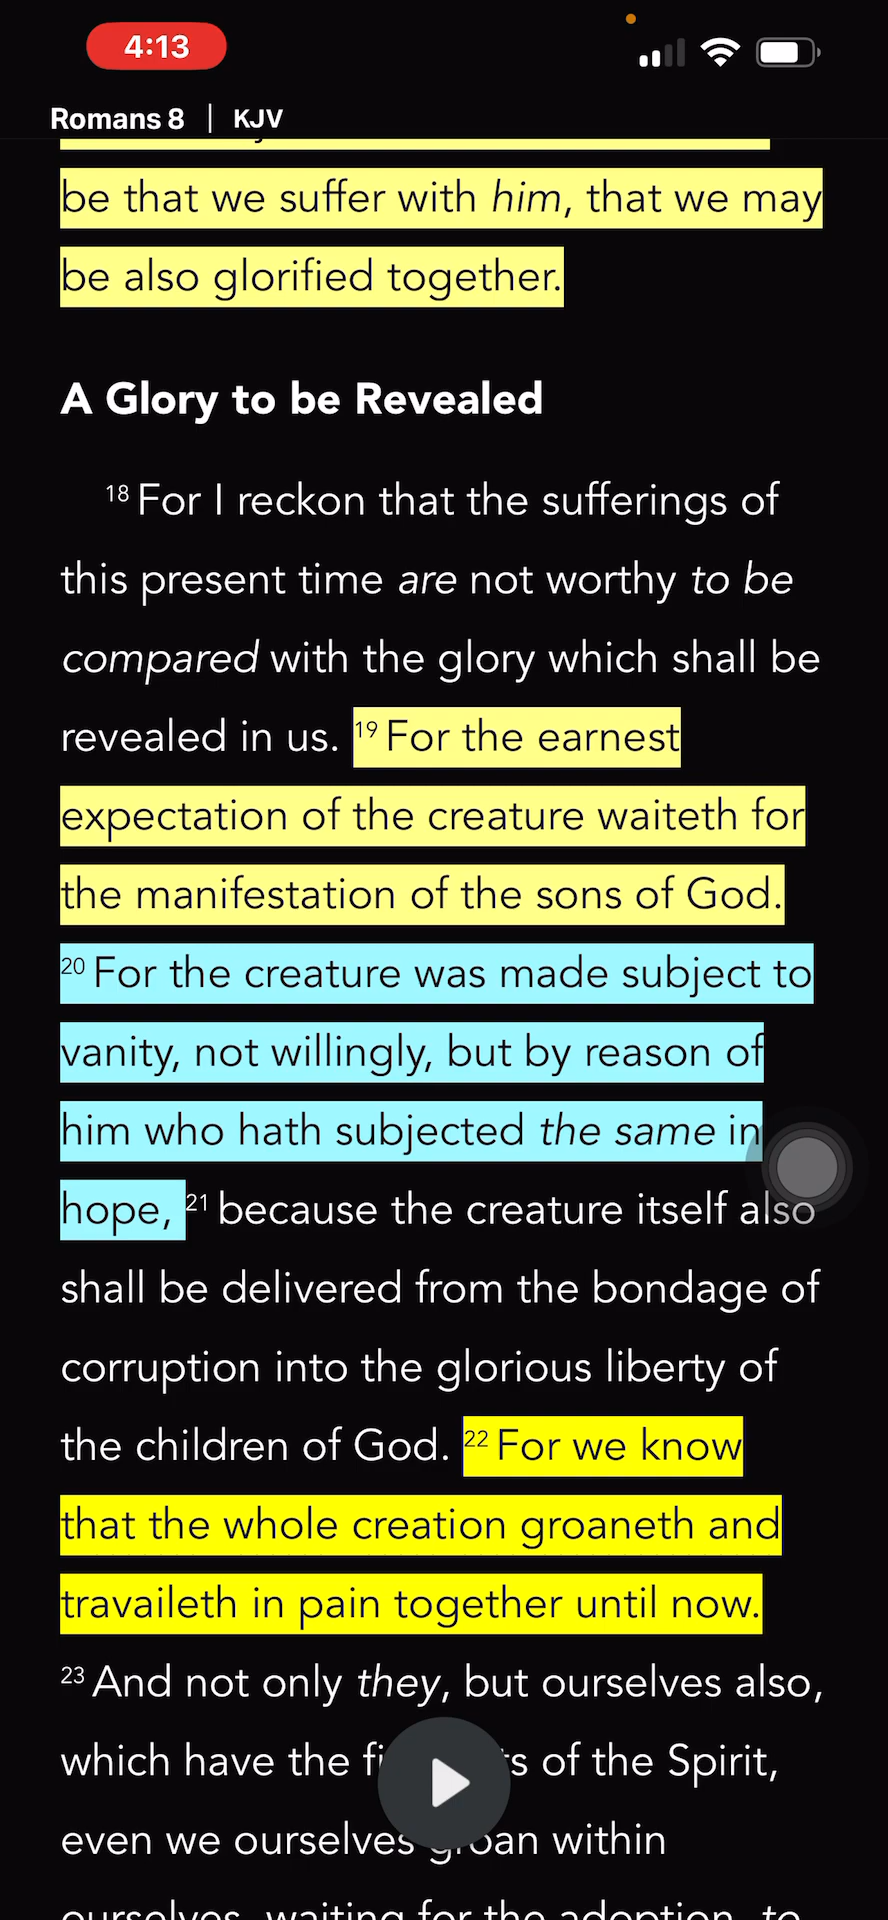 4:13
Romans 8 | KJV
be that we suffer with him, that we may
be also glorified together.
A Glory to be Revealed
18 For I reckon that the sufferings of
this present time are not worthy to be
compared with the glory which shall be
revealed in us. 19 For the earnest
expectation of the creature waiteth for
the manifestation of the sons of God.
20 For the creature was made subject to
vanity, not willingly, but by reason of
him who hath subjected the same in
hope, 21 because the creature itself also
shall be delivered from the bondage of
corruption into the glorious liberty of
the children of God. 22 For we know
that the whole creation groaneth and
travaileth in pain together until now.
23 And not only they, but ourselves also,
which have the of the Spirit,
even we ourselves groan within
ourselves, waiting for the adoption, to